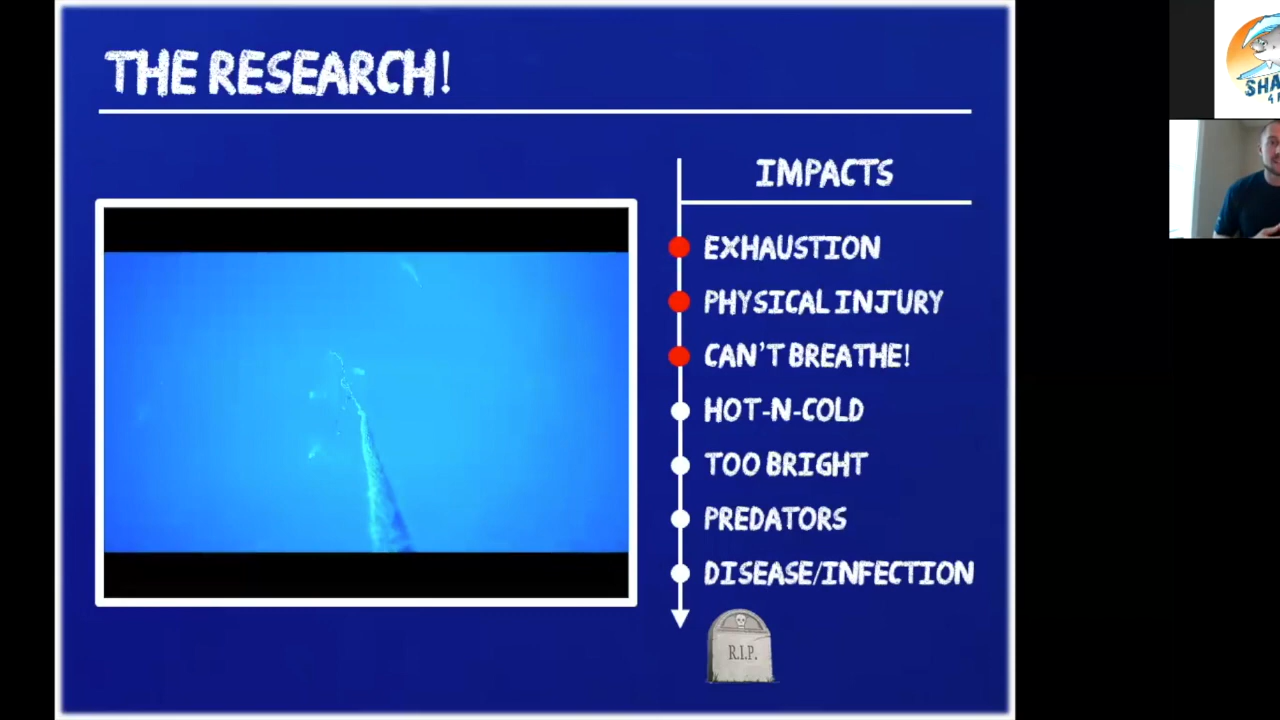 THE RESEARCH!
IMPACTS
EXHAUSTION
PHYSICAL INJURY
CAN'T BREATHE!
HOT-N-COLD
TOO BRIGHT
PREDATORS
DISEASE/INFECTION
R.I.P.